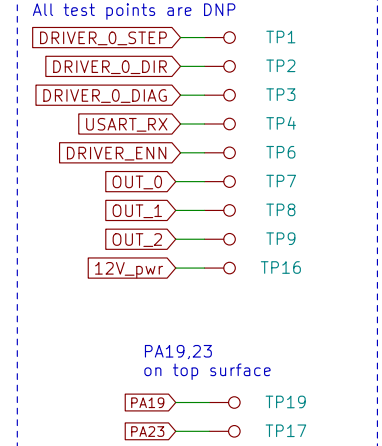 All test points are DNP
DRIVER_0_STEP TP1
DRIVER_0_DIR TP2
DRIVER_0_DIAG TP3
USART_RX TP4
DRIVER_ENN TP6
OUT_0 TP7
OUT_1 TP8
OUT_2 TP9
12V_pwr TP16
PA19,23
on top surface
PA19 TP19
PA23 TP17